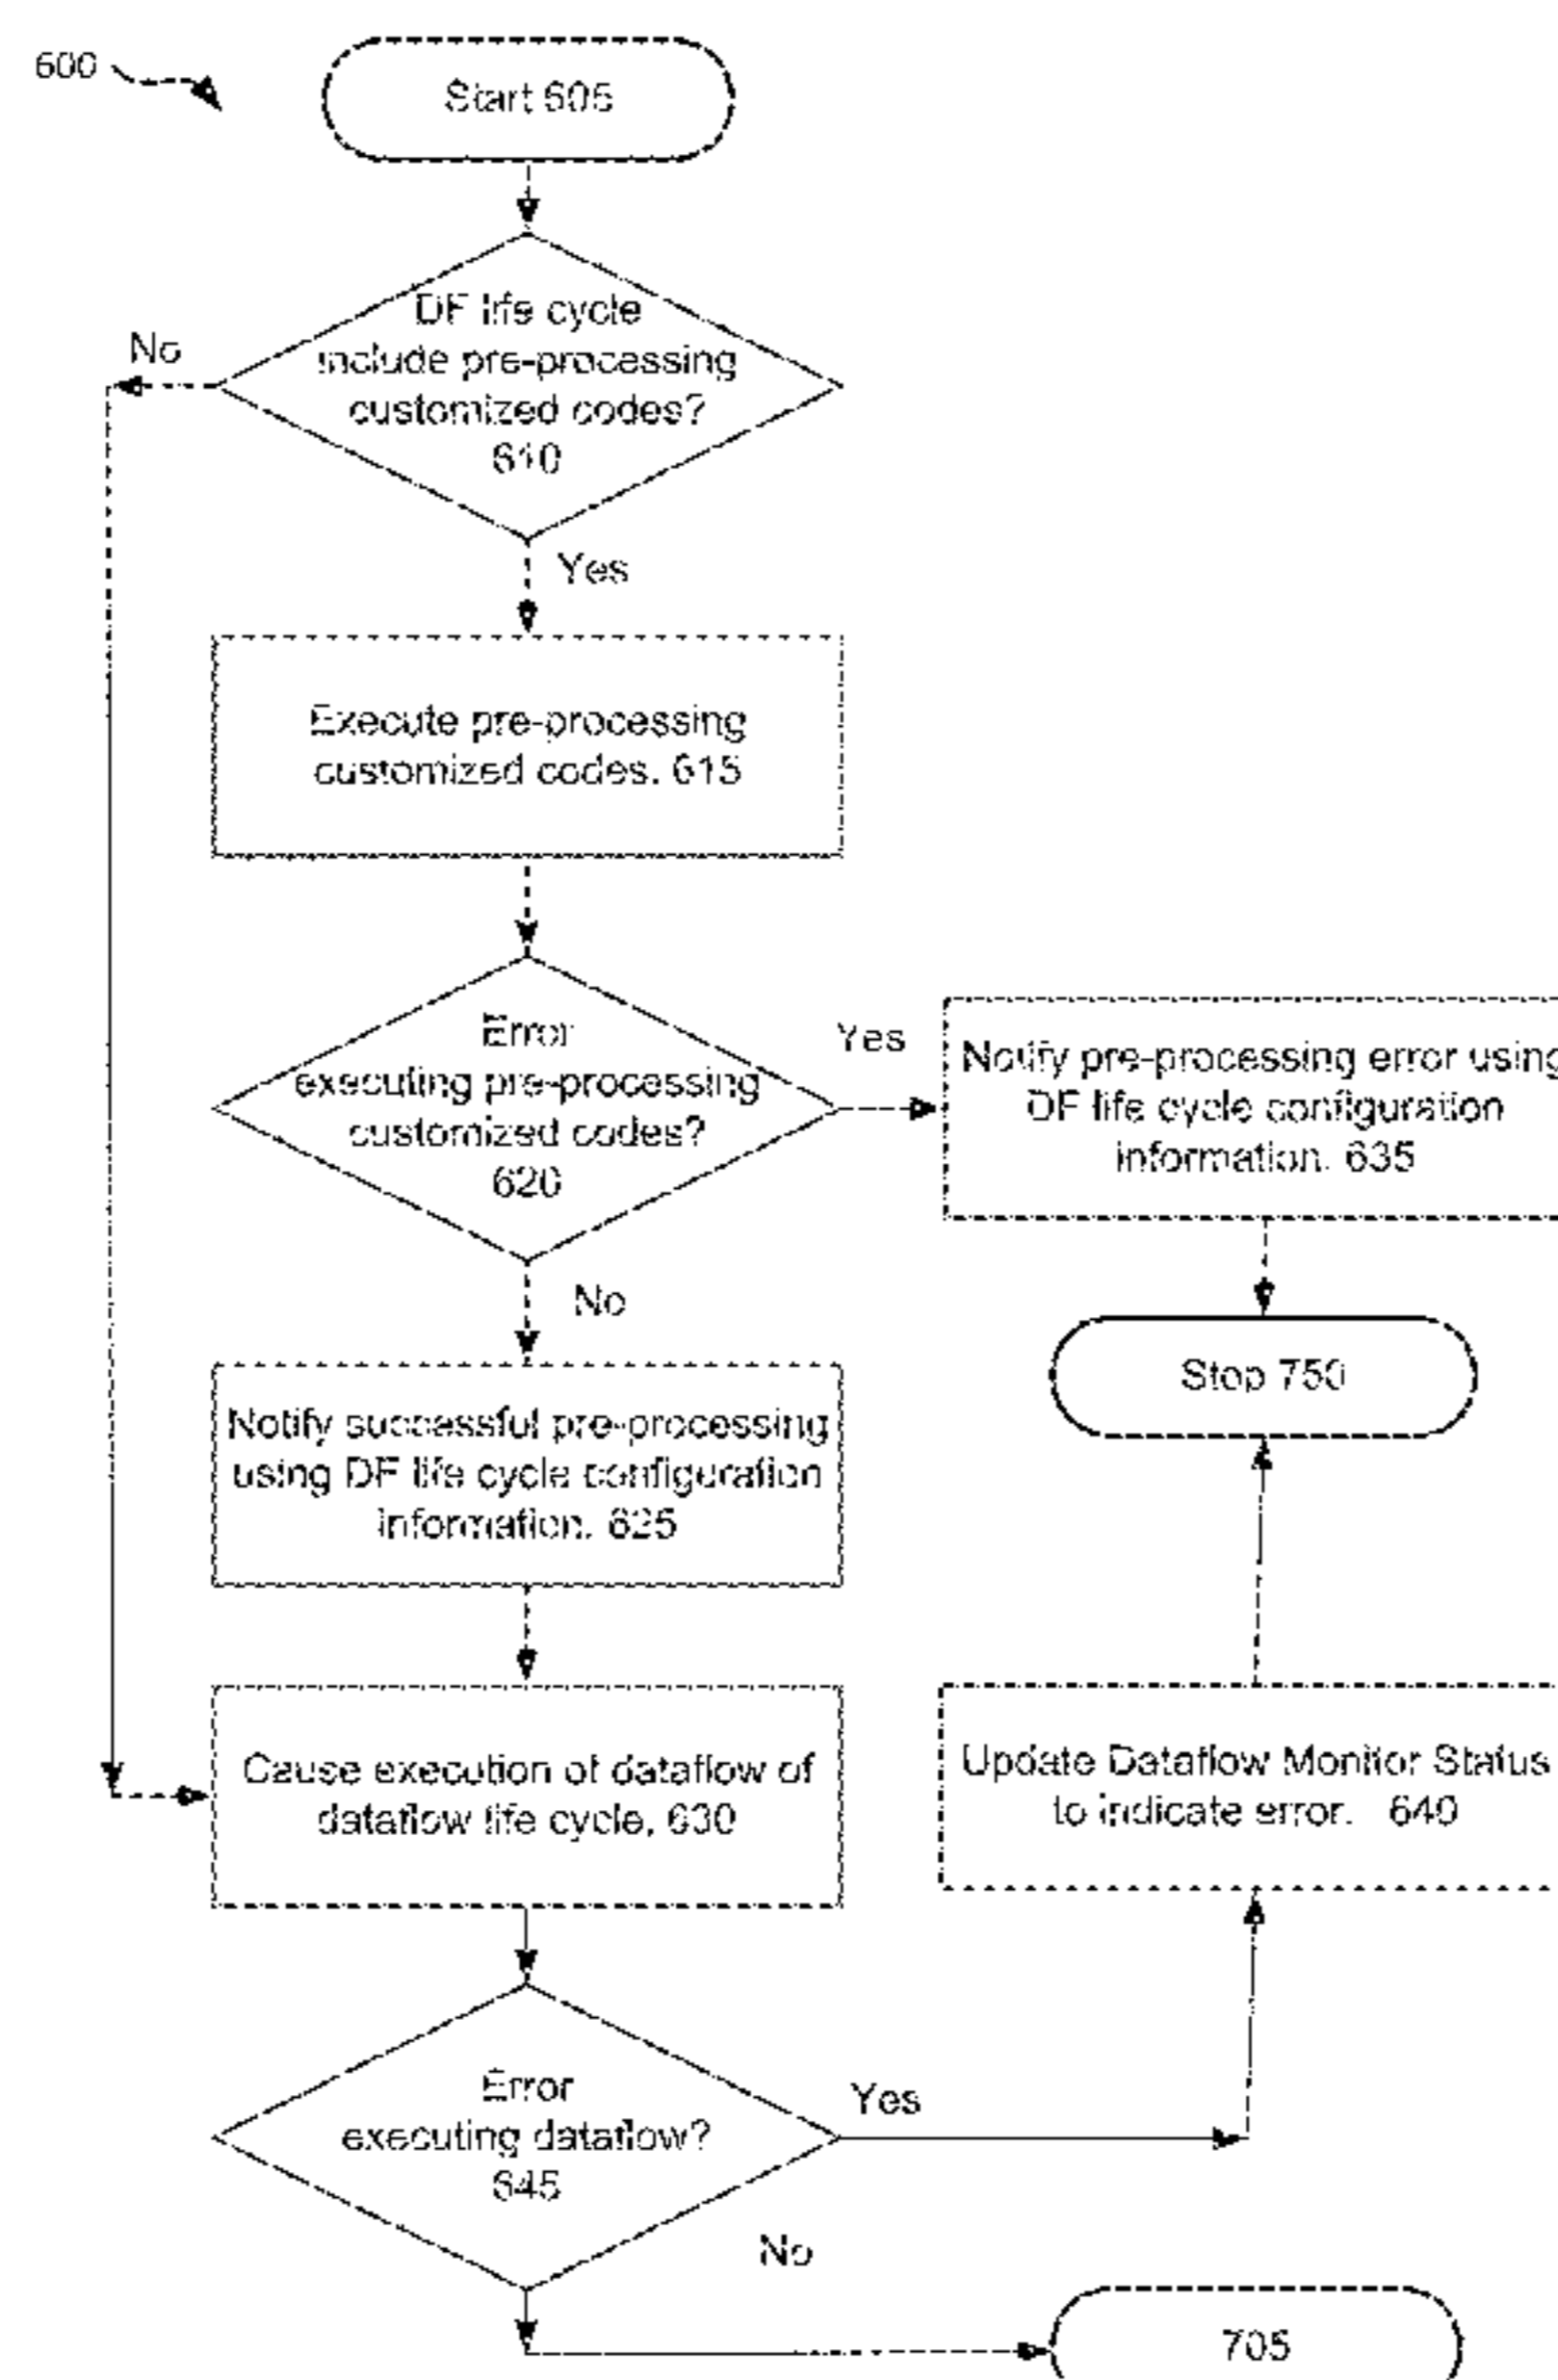 600
Start 605
DF life cycle
include pre-processing
customized codes?
610
No
Yes
Execute pre-processing
customized codes. 615
Error
executing pre-processing
customized codes?
620
Yes
Notify pre-processing error using
DF life cycle configuration
information. 635
No
Stop 750
Notify successful pre-processing
using DF life cycle configuration
information. 625
Cause execution of dataflow of
dataflow life cycle. 630
Update Dataflow Monitor Status
to indicate error. 640
Error
executing dataflow?
645
Yes
No
705